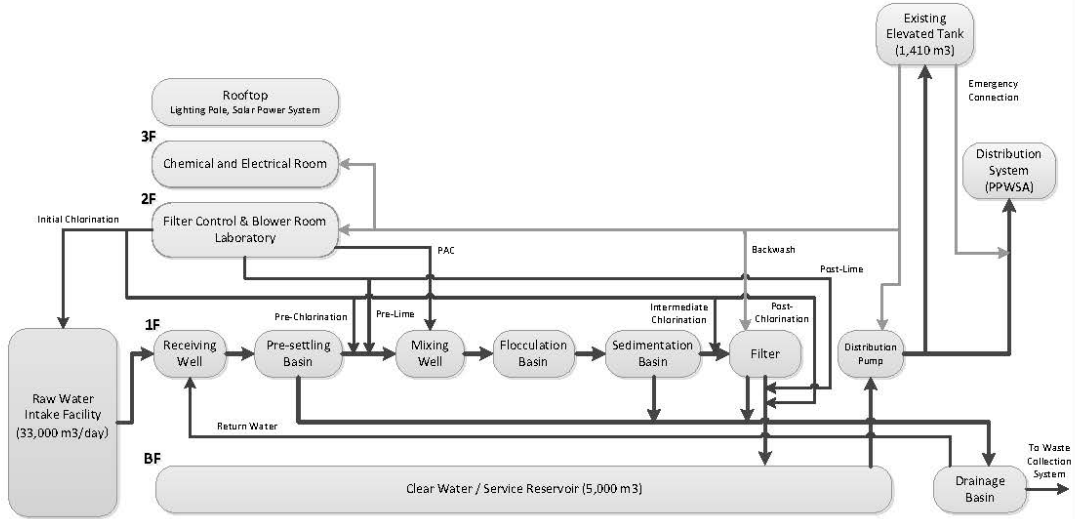 Existing
Elevated Tank
(1,410 m3)
Emergency
Connection
Rooftop
Lighting Pole, Solar Power System
3F
Chemical and Electrical Room
Distribution
System
(PPWSA)
2F
Initial Chlorination
Filter Control & Blower Room
Laboratory
PAC
Backwash
Post-Lime
Pre-Chlorination
Pre-Lime
Intermediate
Chlorination
Post-
Chlorination
1F
Receiving
Well
Pre-settling
Basin
Mixing
Well
Flocculation
Basin
Sedimentation
Basin
Filter
Distribution
Pump
Raw Water
Intake Facility
(33,000 m3/day)
Return Water
BF
Clear Water / Service Reservoir (5,000 m3)
Drainage
Basin
To Waste
Collection
System